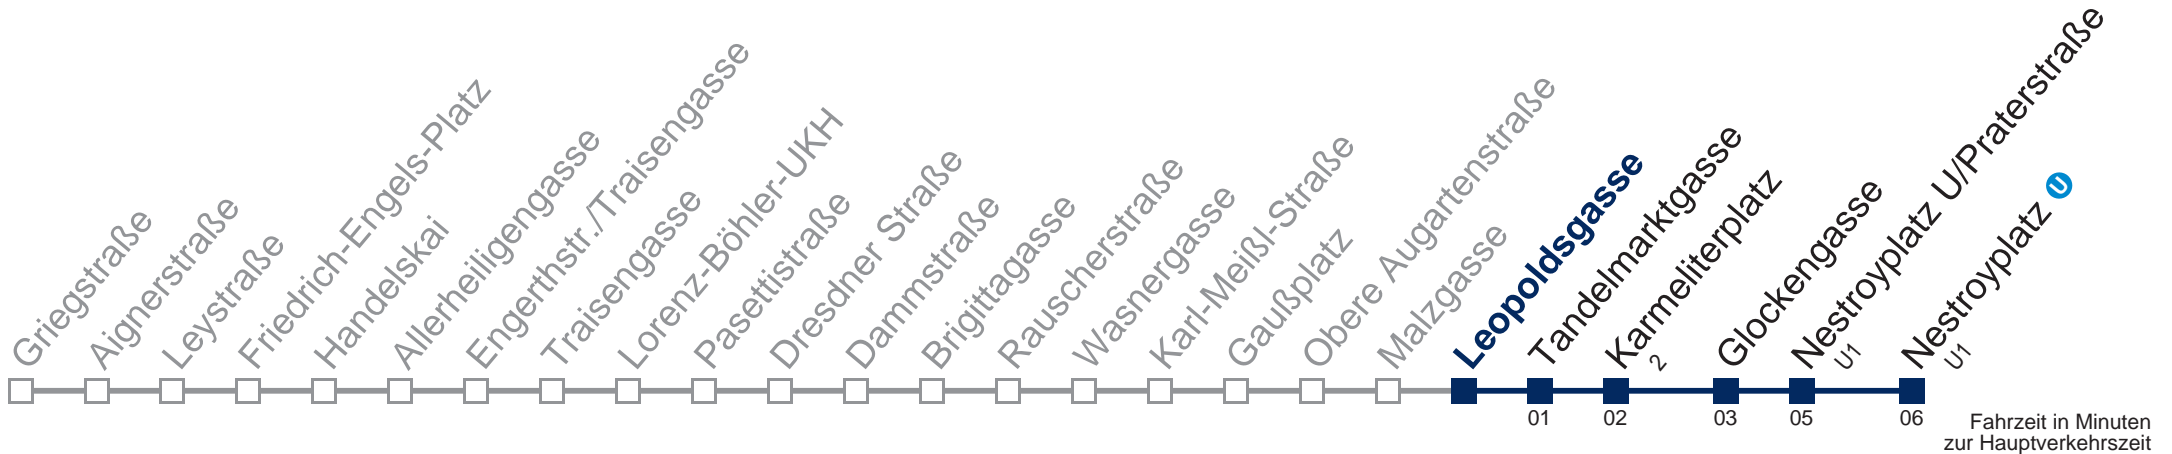 Griegstraße
Aignerstraße
Leystraße
Friedrich-Engels-Platz
Handelskai
Allerheiligengasse
Engerthstr./Traisengasse
Traisengasse
Lorenz-Böhler-UKH
Pasettistraße
Dresdner Straße
Dammstraße
Brigittagasse
Rauscherstraße
Wasnergasse
Karl-Meißl-Straße
Gaußplatz
Obere Augartenstraße
Malzgasse
Leopoldsgasse
Tandelmarktgasse
Karmeliterplatz
2
Glockengasse
Nestroyplatz U/Praterstraße
U1
Nestroyplatz U
U1
01 02 03 05 06
Fahrzeit in Minuten
zur Hauptverkehrszeit